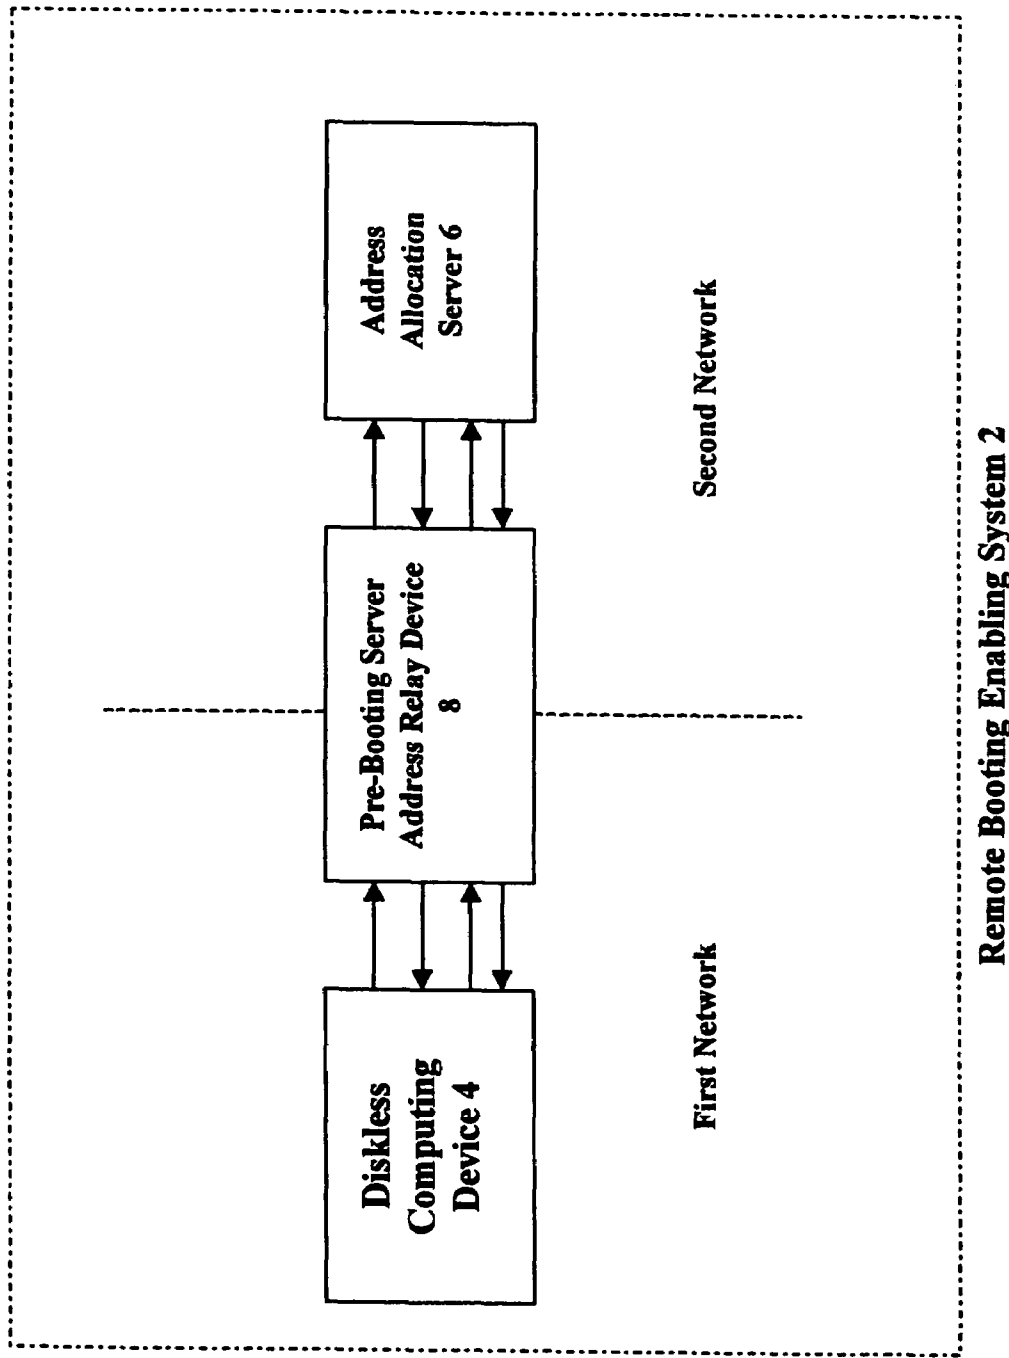 Diskless
Computing
Device 4
Pre-Booting Server
Address Relay Device
8
Address
Allocation
Server 6
First Network
Second Network
Remote Booting Enabling System 2